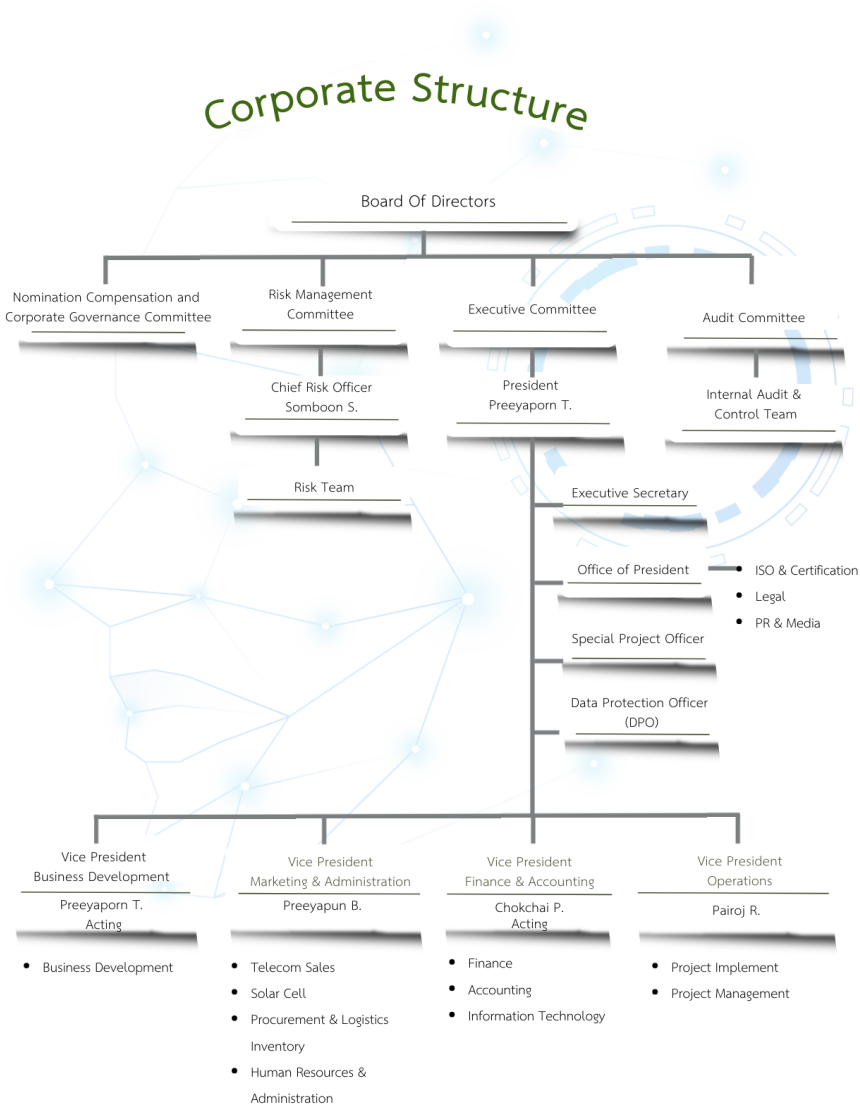 Corporate Structure
Board Of Directors
Nomination Compensation and
Corporate Governance Committee
Risk Management
Committee
Executive Committee
Audit Committee
Chief Risk Officer
Somboon S.
President
Preeyaporn T.
Internal Audit &
Control Team
Risk Team
Executive Secretary
Office of President
• ISO & Certification
• Legal
• PR & Media
Special Project Officer
Data Protection Officer
(DPO)
Vice President
Business Development
Preeyaporn T.
Acting
• Business Development
Vice President
Marketing & Administration
Preeyapun B.
• Telecom Sales
• Solar Cell
• Procurement & Logistics
Inventory
• Human Resources &
Administration
Vice President
Finance & Accounting
Chokchai P.
Acting
• Finance
• Accounting
• Information Technology
Vice President
Operations
Pairoj R.
• Project Implement
• Project Management